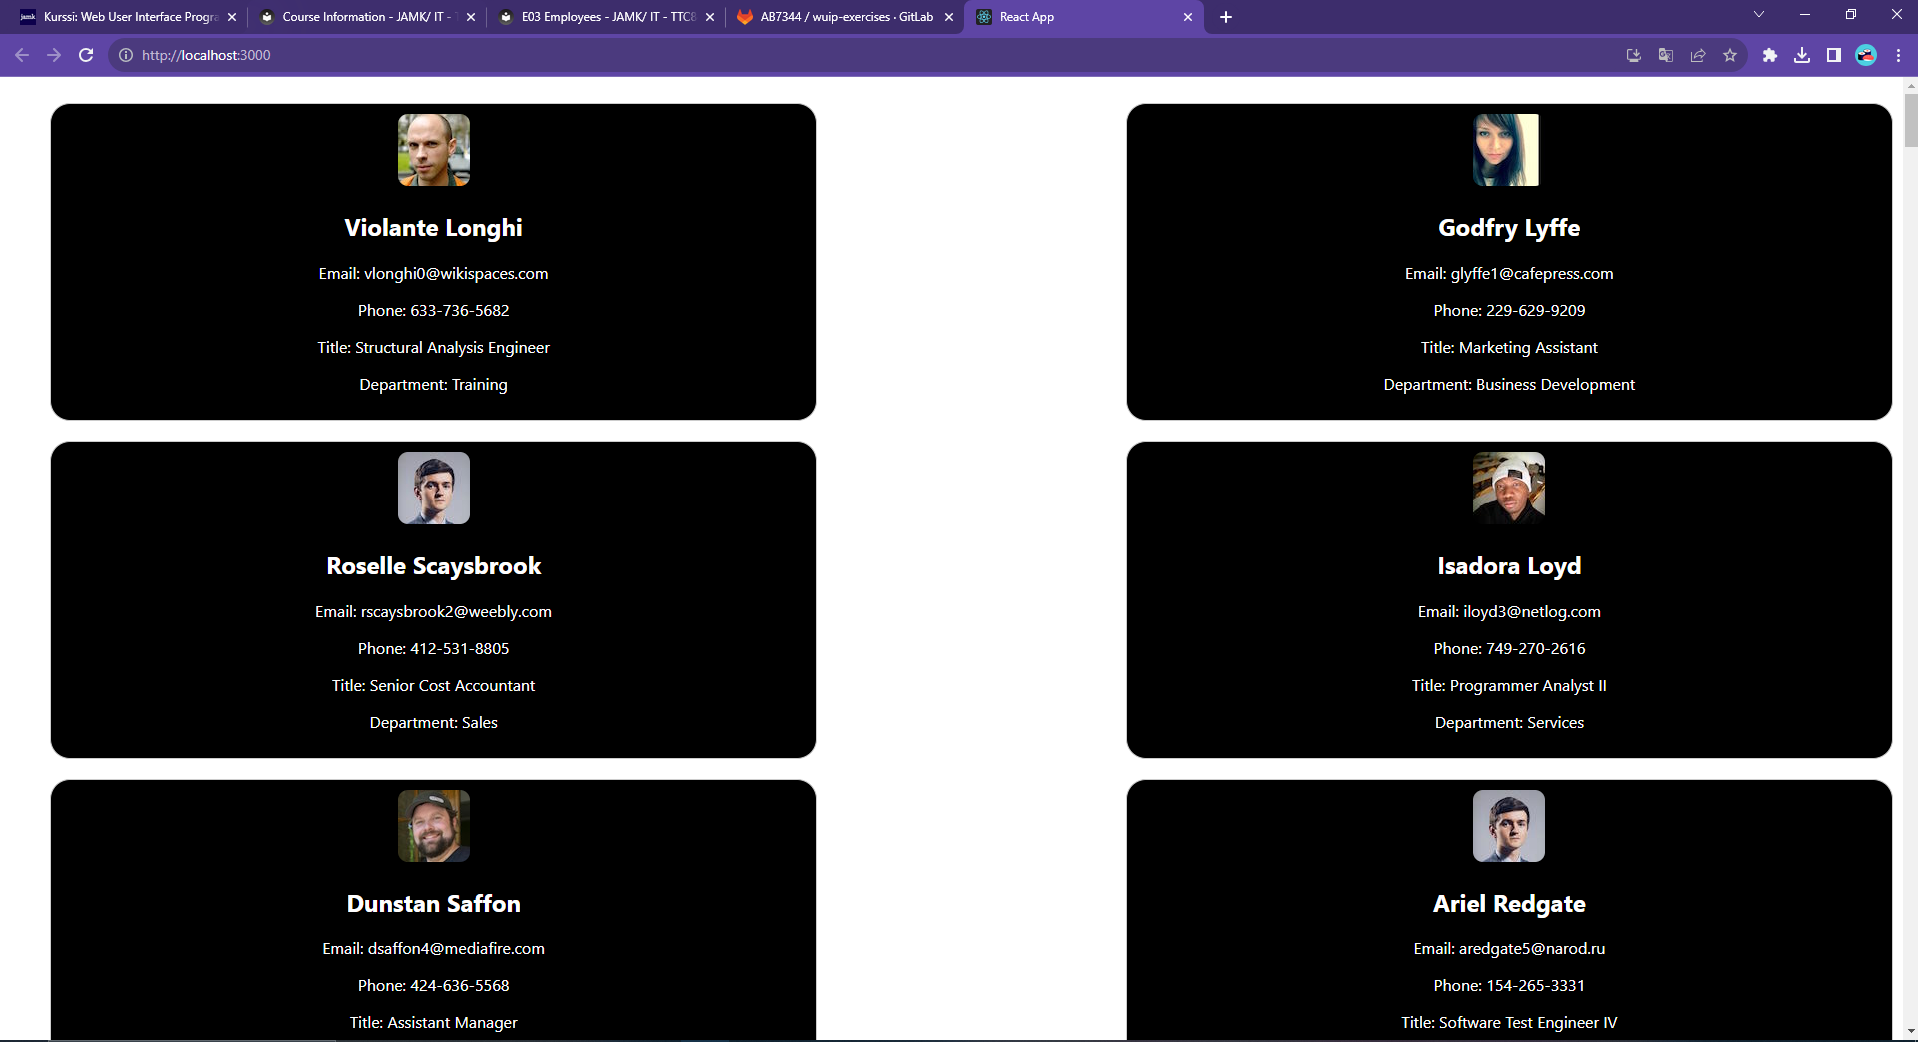 jamk Kurssi: Web User Interface Progra
Course Information - JAMK/ IT - T
E03 Employees - JAMK/ IT - TTC8
AB7344 / wuip-exercises · GitLab
React App
http://localhost:3000
Violante Longhi
Email: vlonghi0@wikispaces.com
Phone: 633-736-5682
Title: Structural Analysis Engineer
Department: Training
Godfry Lyffe
Email: glyffe1@cafepress.com
Phone: 229-629-9209
Title: Marketing Assistant
Department: Business Development
Roselle Scaysbrook
Email: rscaysbrook2@weebly.com
Phone: 412-531-8805
Title: Senior Cost Accountant
Department: Sales
Isadora Loyd
Email: iloyd3@netlog.com
Phone: 749-270-2616
Title: Programmer Analyst II
Department: Services
Dunstan Saffon
Email: dsaffon4@mediafire.com
Phone: 424-636-5568
Title: Assistant Manager
Ariel Redgate
Email: aredgate5@narod.ru
Phone: 154-265-3331
Title: Software Test Engineer IV